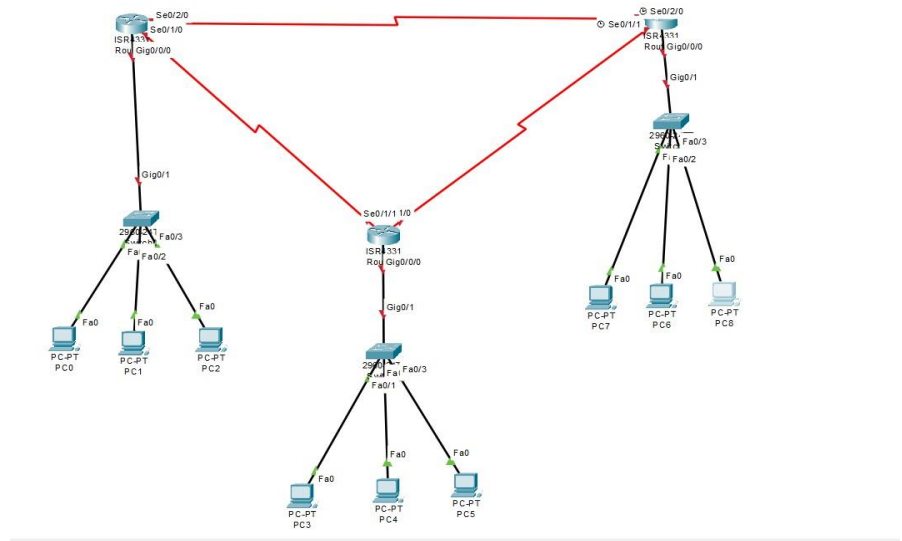 Se0/2/0
Se0/1/0
ISR4331
Rou Gig0/0/0
Se0/2/0
Se0/1/1
ISR4331
Rou Gig0/0/0
Gig0/1
Fa0/3
Fa0/2
Gig0/1
Fa0/3
Fa0/2
Se0/1/1 1/0
ISR4331
Rou Gig0/0/0
Gig0/1
Fa0/3
Fa0/1
Fa0
Fa0
Fa0
PC-PT
PC7
PC-PT
PC6
PC-PT
PC8
Fa0
Fa0
Fa0
PC-PT
PC0
PC-PT
PC1
PC-PT
PC2
Fa0
Fa0
Fa0
PC-PT
PC3
PC-PT
PC4
PC-PT
PC5